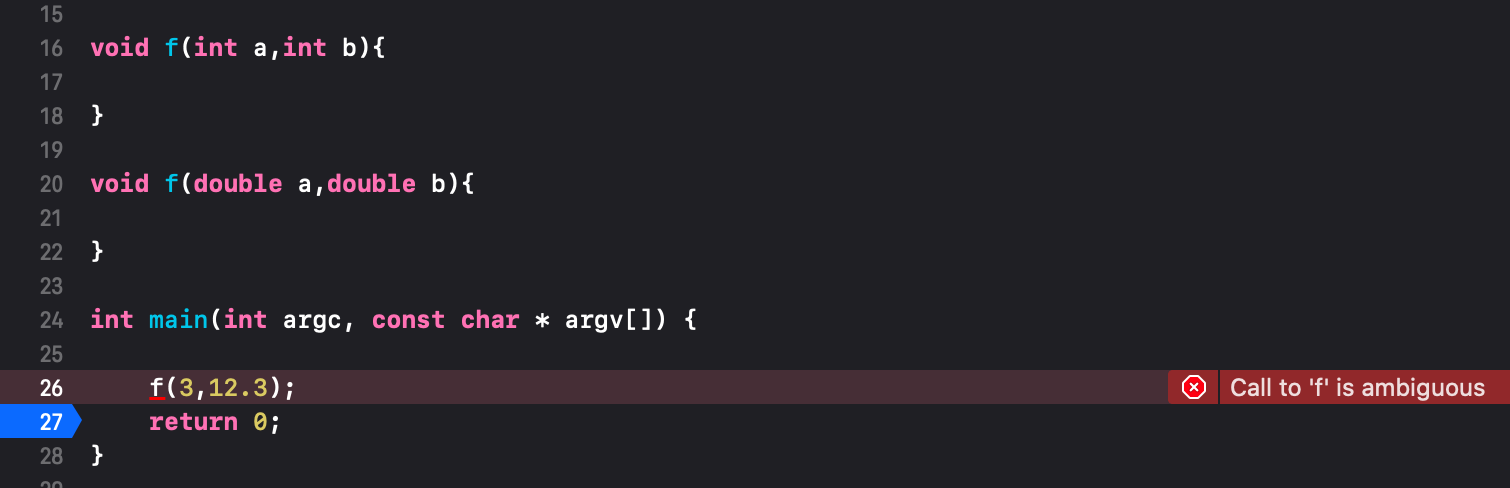 15
16 void f(int a,int b){
17
18 }
19
20 void f(double a,double b){
21
22 }
23
24 int main(int argc, const char * argv[]) {
25
26 f(3,12.3); Call to 'f' is ambiguous
27 return 0;
28 }